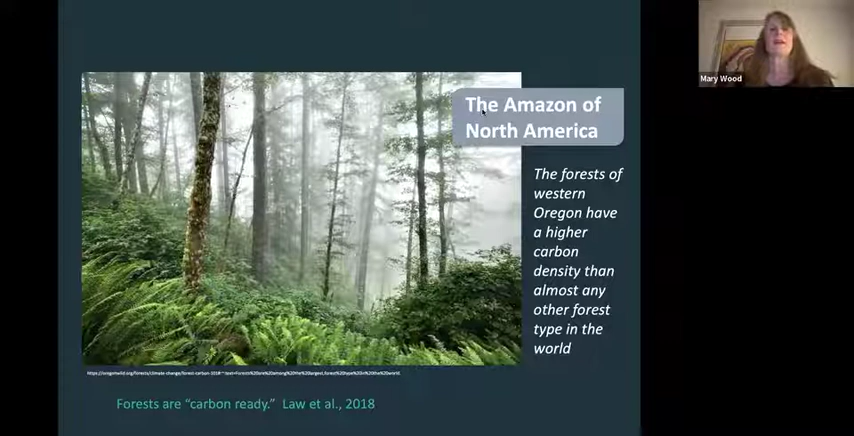 Mary Wood
The Amazon of
North America
The forests of
western
Oregon have
a higher
carbon
density than
almost any
other forest
type in the
world
Forests are “carbon ready.” Law et al., 2018